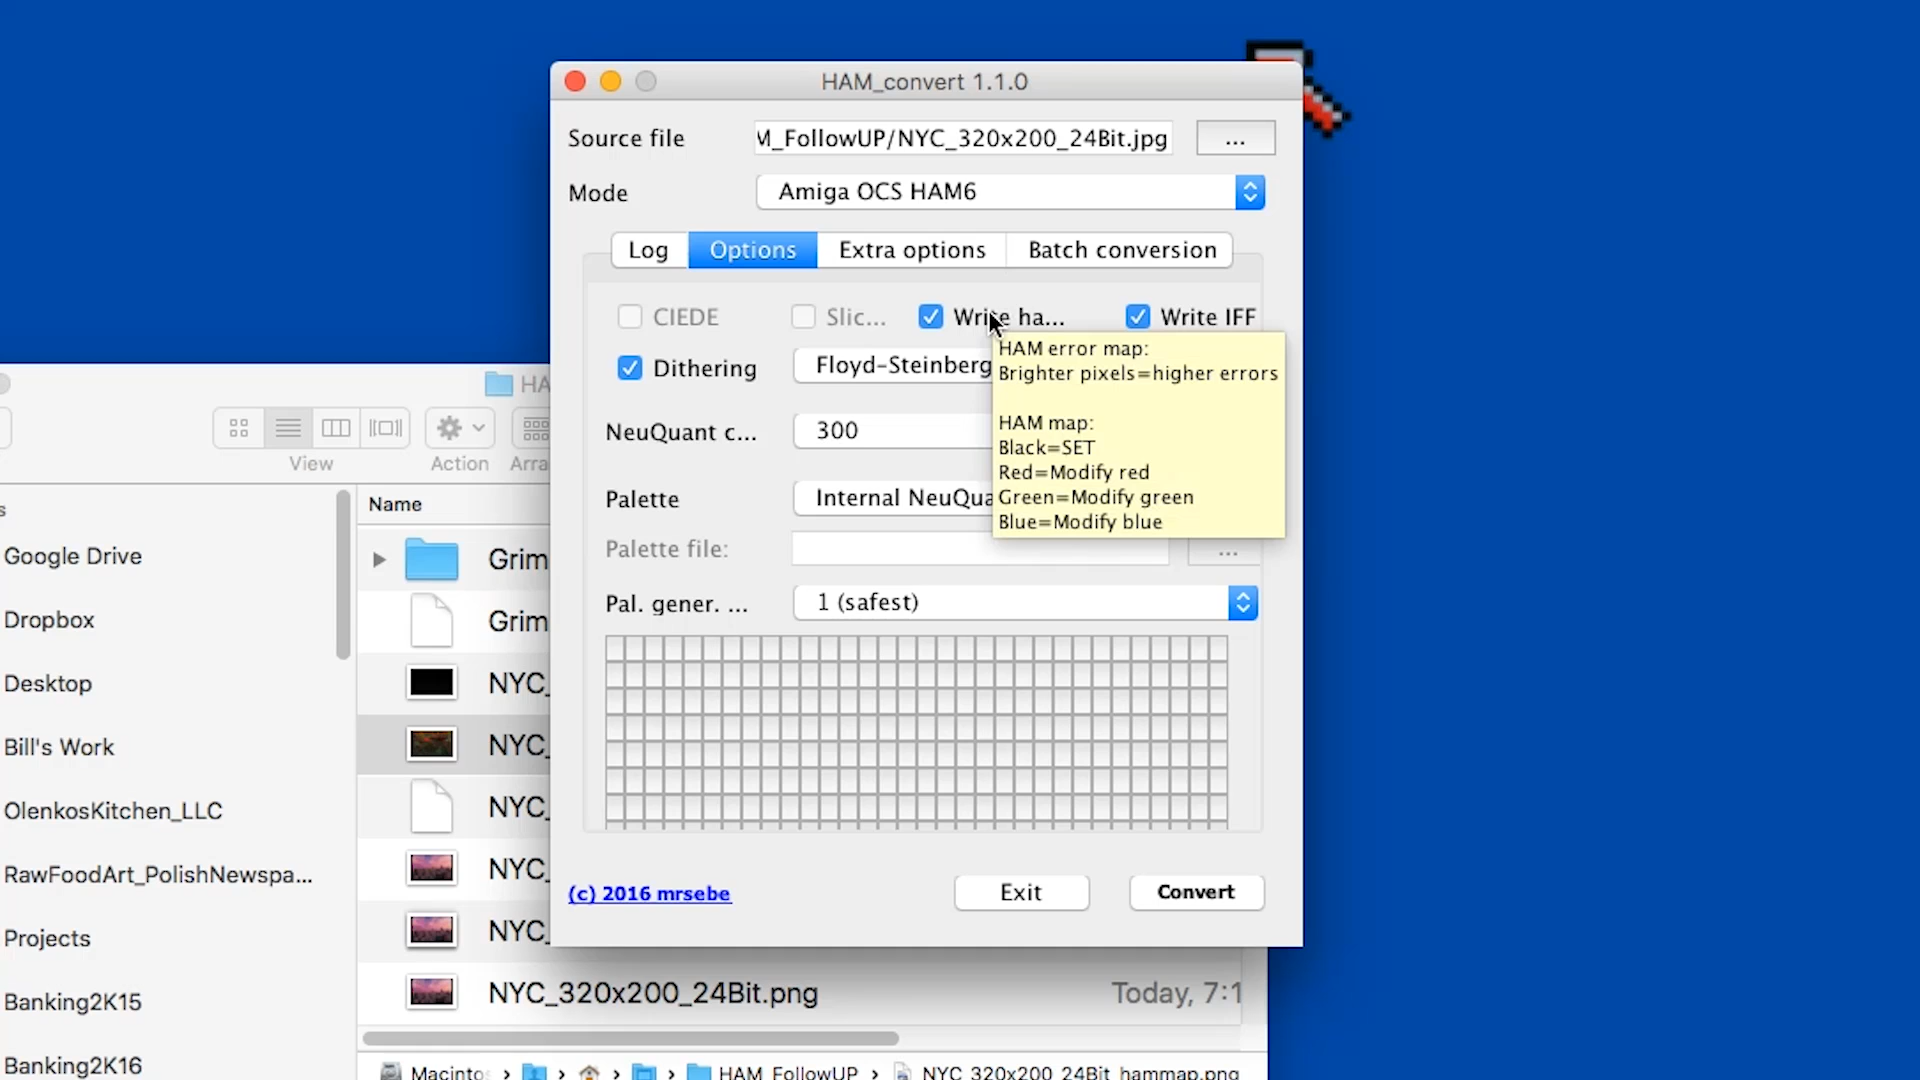 HAM_convert 1.1.0
Source file
M_FollowUP/NYC_320x200_24Bit.jpg
...
Mode
Amiga OCS HAM6
Log
Options
Extra options
Batch conversion
CIEDE
Slic...
Write ha...
Write IFF
HAM error map:
Brighter pixels=higher errors
HAM map:
Black=SET
Red=Modify red
Green=Modify green
Blue=Modify blue
Dithering
Floyd-Steinberg
NeuQuant c...
300
Palette
Internal NeuQua
Palette file:
...
Pal. gener. ...
1 (safest)
(c) 2016 mrsebe
Exit
Convert
HA
View
Action
Arra
s
Name
Google Drive
Dropbox
Desktop
Bill's Work
OlenkosKitchen_LLC
RawFoodArt_PolishNewspa...
Projects
Banking2K15
Banking2K16
Grim
Grim
NYC_
NYC_
NYC_
NYC_
NYC_
NYC_320x200_24Bit.png
Today, 7:1
Macintos
HAM_FollowUP
NYC_320x200_24Bit_hammap.png